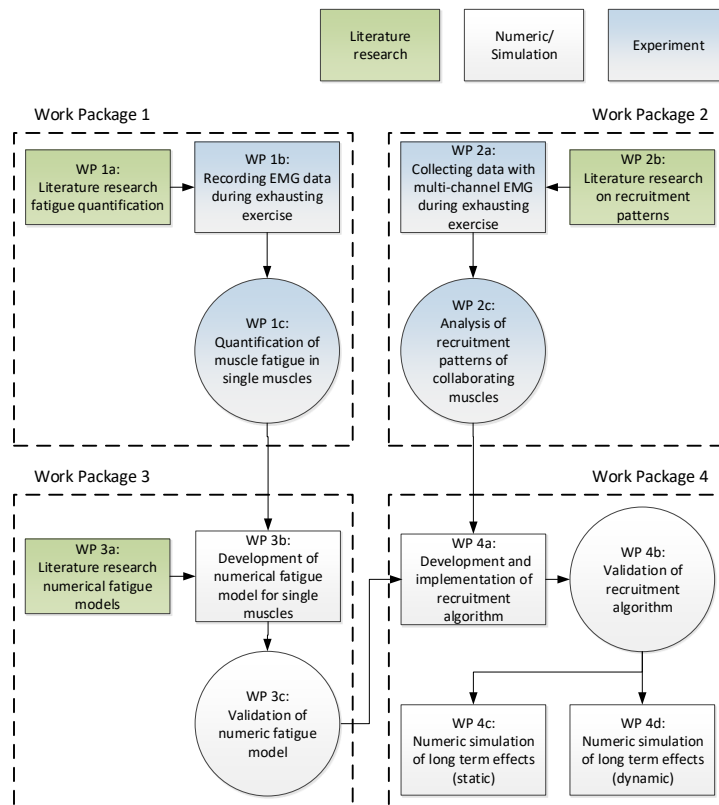 Literature
research
Numeric/
Simulation
Experiment
Work Package 1
WP 1a:
Literature research
fatigue quantification
WP 1b:
Recording EMG data
during exhausting
exercise
WP 1c:
Quantification of
muscle fatigue in
single muscles
Work Package 2
WP 2a:
Collecting data with
multi-channel EMG
during exhausting
exercise
WP 2b:
Literature research
on recruitment
patterns
WP 2c:
Analysis of
recruitment
patterns of
collaborating
muscles
Work Package 3
WP 3a:
Literature research
numerical fatigue
models
WP 3b:
Development of
numerical fatigue
model for single
muscles
WP 3c:
Validation of
numeric fatigue
model
Work Package 4
WP 4a:
Development and
implementation of
recruitment
algorithm
WP 4b:
Validation of
recruitment
algorithm
WP 4c:
Numeric simulation
of long term effects
(static)
WP 4d:
Numeric simulation
of long term effects
(dynamic)